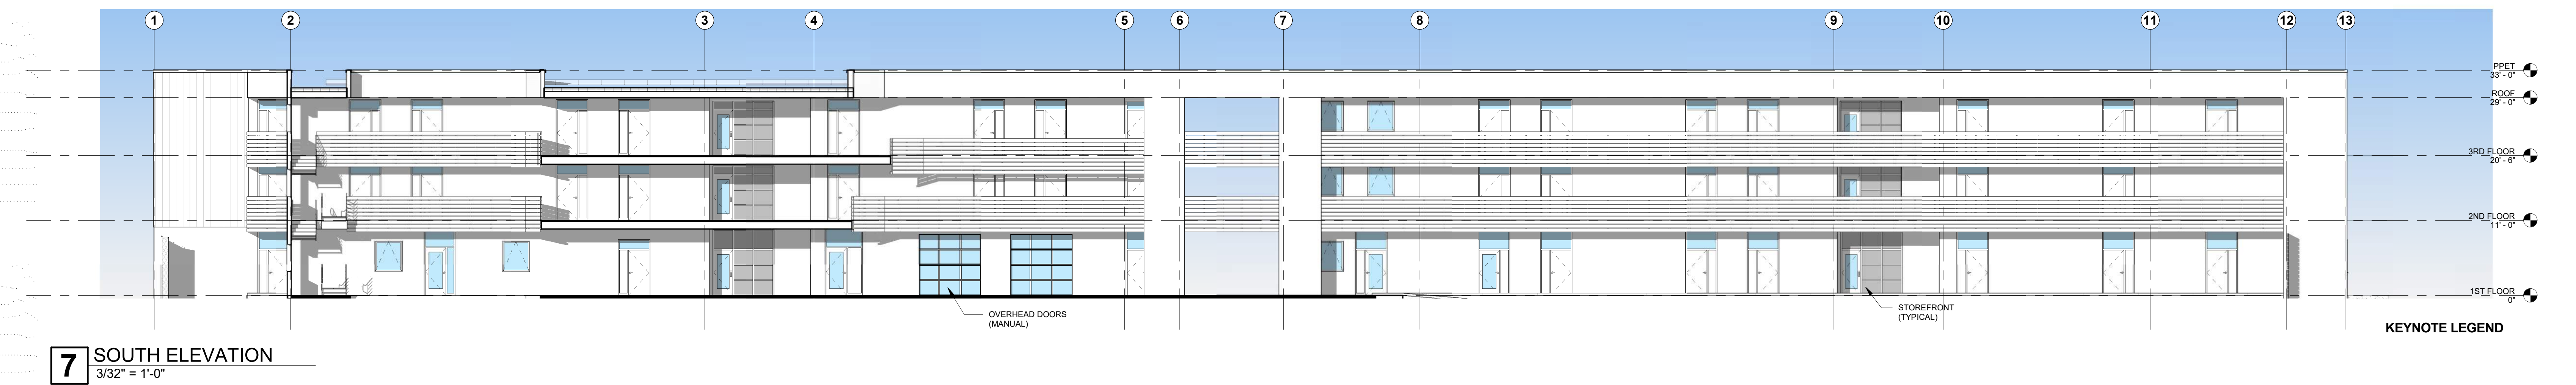 1 2 3 4 5 6 7 8 9 10 11 12 13
PPET
33' - 0"
ROOF
29' - 0"
3RD FLOOR
20' - 6"
2ND FLOOR
11' - 0"
1ST FLOOR
0"
OVERHEAD DOORS
(MANUAL)
STOREFRONT
(TYPICAL)
KEYNOTE LEGEND
7 SOUTH ELEVATION
3/32" = 1'-0"